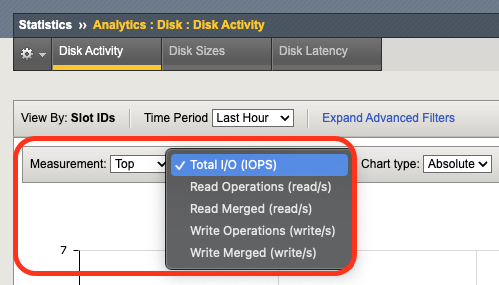 Statistics ›› Analytics : Disk : Disk Activity
Disk Activity Disk Sizes Disk Latency
View By: Slot IDs Time Period Last Hour Expand Advanced Filters
Measurement: Top ✓ Total I/O (IOPS) Chart type: Absolute
Read Operations (read/s)
Read Merged (read/s)
Write Operations (write/s)
Write Merged (write/s)
7